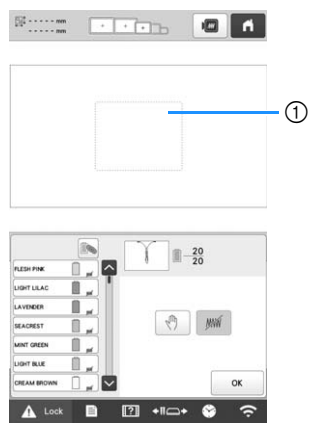 ------ mm
------ mm
1
20
20
FLESH PINK
LIGHT LILAC
LAVENDER
SEACREST
MINT GREEN
LIGHT BLUE
CREAM BROWN
OK
Lock